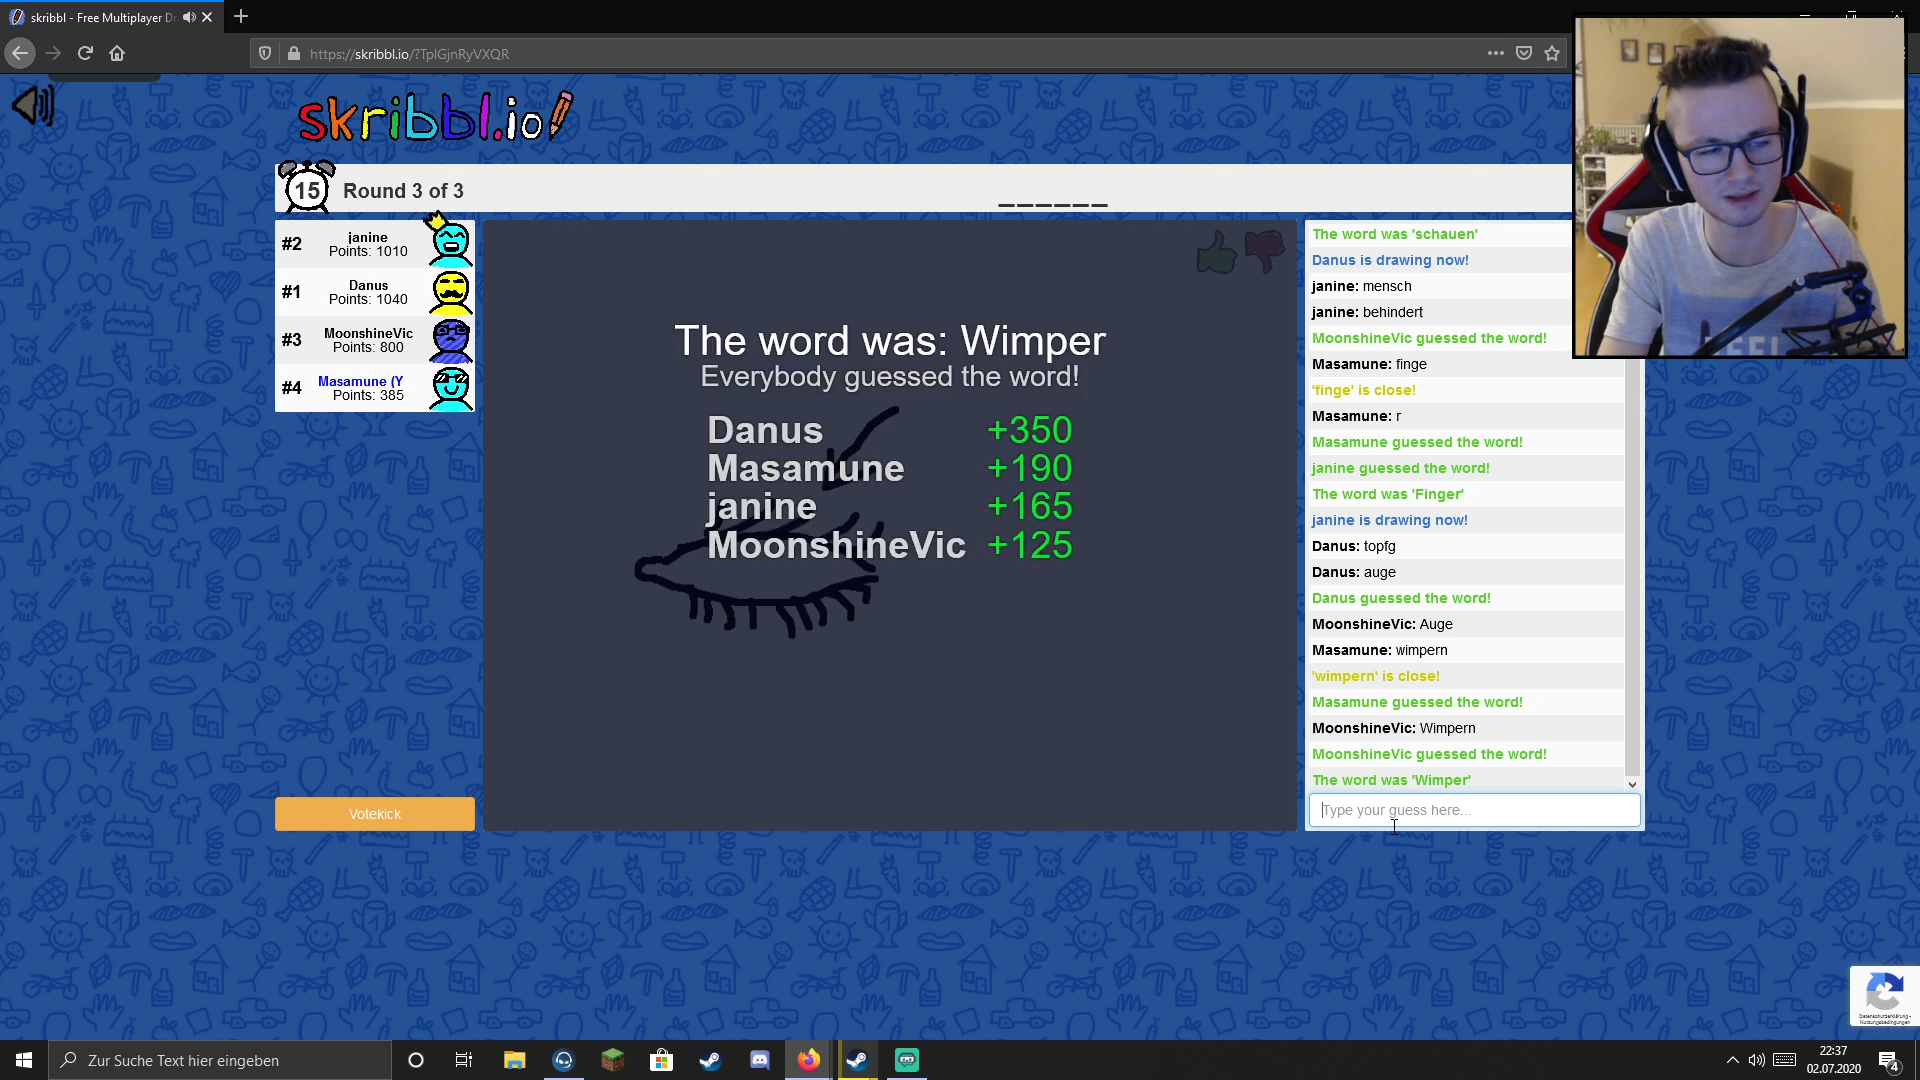 skribbl - Free Multiplayer Dr
https://skribbl.io/?TplGjnRyVXQR
skribbl.io
15
Round 3 of 3
______
#2
janine
Points: 1010
#1
Danus
Points: 1040
#3
MoonshineVic
Points: 800
#4
Masamune (Y
Points: 385
Votekick
The word was: Wimper
Everybody guessed the word!
Danus +350
Masamune +190
janine +165
MoonshineVic +125
The word was 'schauen'
Danus is drawing now!
janine: mensch
janine: behindert
MoonshineVic guessed the word!
Masamune: finge
'finge' is close!
Masamune: r
Masamune guessed the word!
janine guessed the word!
The word was 'Finger'
janine is drawing now!
Danus: topfg
Danus: auge
Danus guessed the word!
MoonshineVic: Auge
Masamune: wimpern
'wimpern' is close!
Masamune guessed the word!
MoonshineVic: Wimpern
MoonshineVic guessed the word!
The word was 'Wimper'
Type your guess here...
Datenschutzerklärung -
Nutzungsbedingungen
Zur Suche Text hier eingeben
22:37
02.07.2020
4